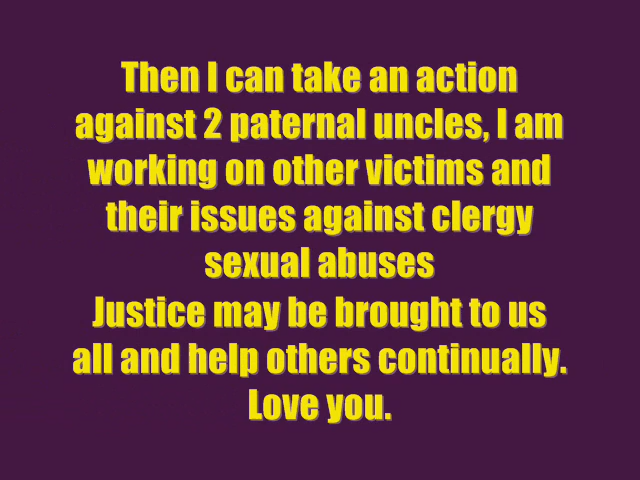 Then I can take an action
against 2 paternal uncles, I am
working on other victims and
their issues against clergy
sexual abuses
Justice may be brought to us
all and help others continually.
Love you.